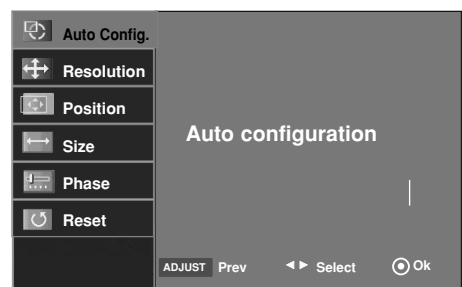 Auto Config.
Resolution
Position
Size
Phase
Reset
Auto configuration
ADJUST Prev ◄ ► Select Ok